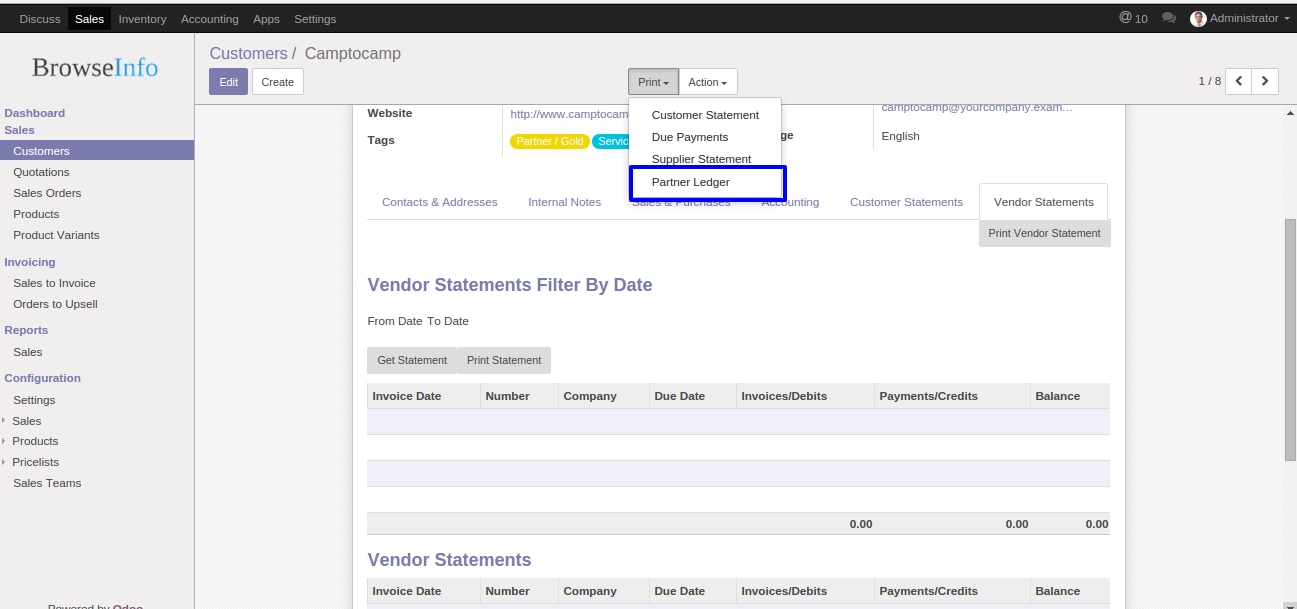 Discuss Sales Inventory Accounting Apps Settings @ 10 Administrator
BrowseInfo
Customers / Camptocamp
Edit Create Print Action 1 / 8
Dashboard
Sales
Customers
Quotations
Sales Orders
Products
Product Variants
Invoicing
Sales to Invoice
Orders to Upsell
Reports
Sales
Configuration
Settings
Sales
Products
Pricelists
Sales Teams
Powered by Odoo
Customer Statement
Due Payments
Supplier Statement
Partner Ledger
Website http://www.camptocam camptocamp@yourcompany.exam...
Tags Partner / Gold Servic ge English
Contacts & Addresses Internal Notes Sales & Purchases Accounting Customer Statements Vendor Statements
Print Vendor Statement
Vendor Statements Filter By Date
From Date To Date
Get Statement Print Statement
Invoice Date Number Company Due Date Invoices/Debits Payments/Credits Balance
0.00 0.00 0.00
Vendor Statements
Invoice Date Number Company Due Date Invoices/Debits Payments/Credits Balance